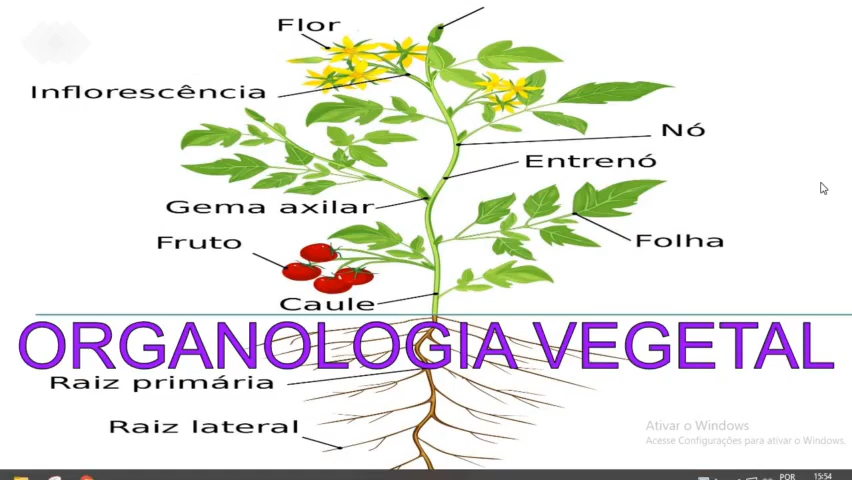 Flor
Inflorescência
Nó
Entrenó
Gema axilar
Fruto
Folha
Caule
ORGANOLOGIA VEGETAL
Raiz primária
Raiz lateral
Ativar o Windows
Acesse Configurações para ativar o Windows.
POR
15:54